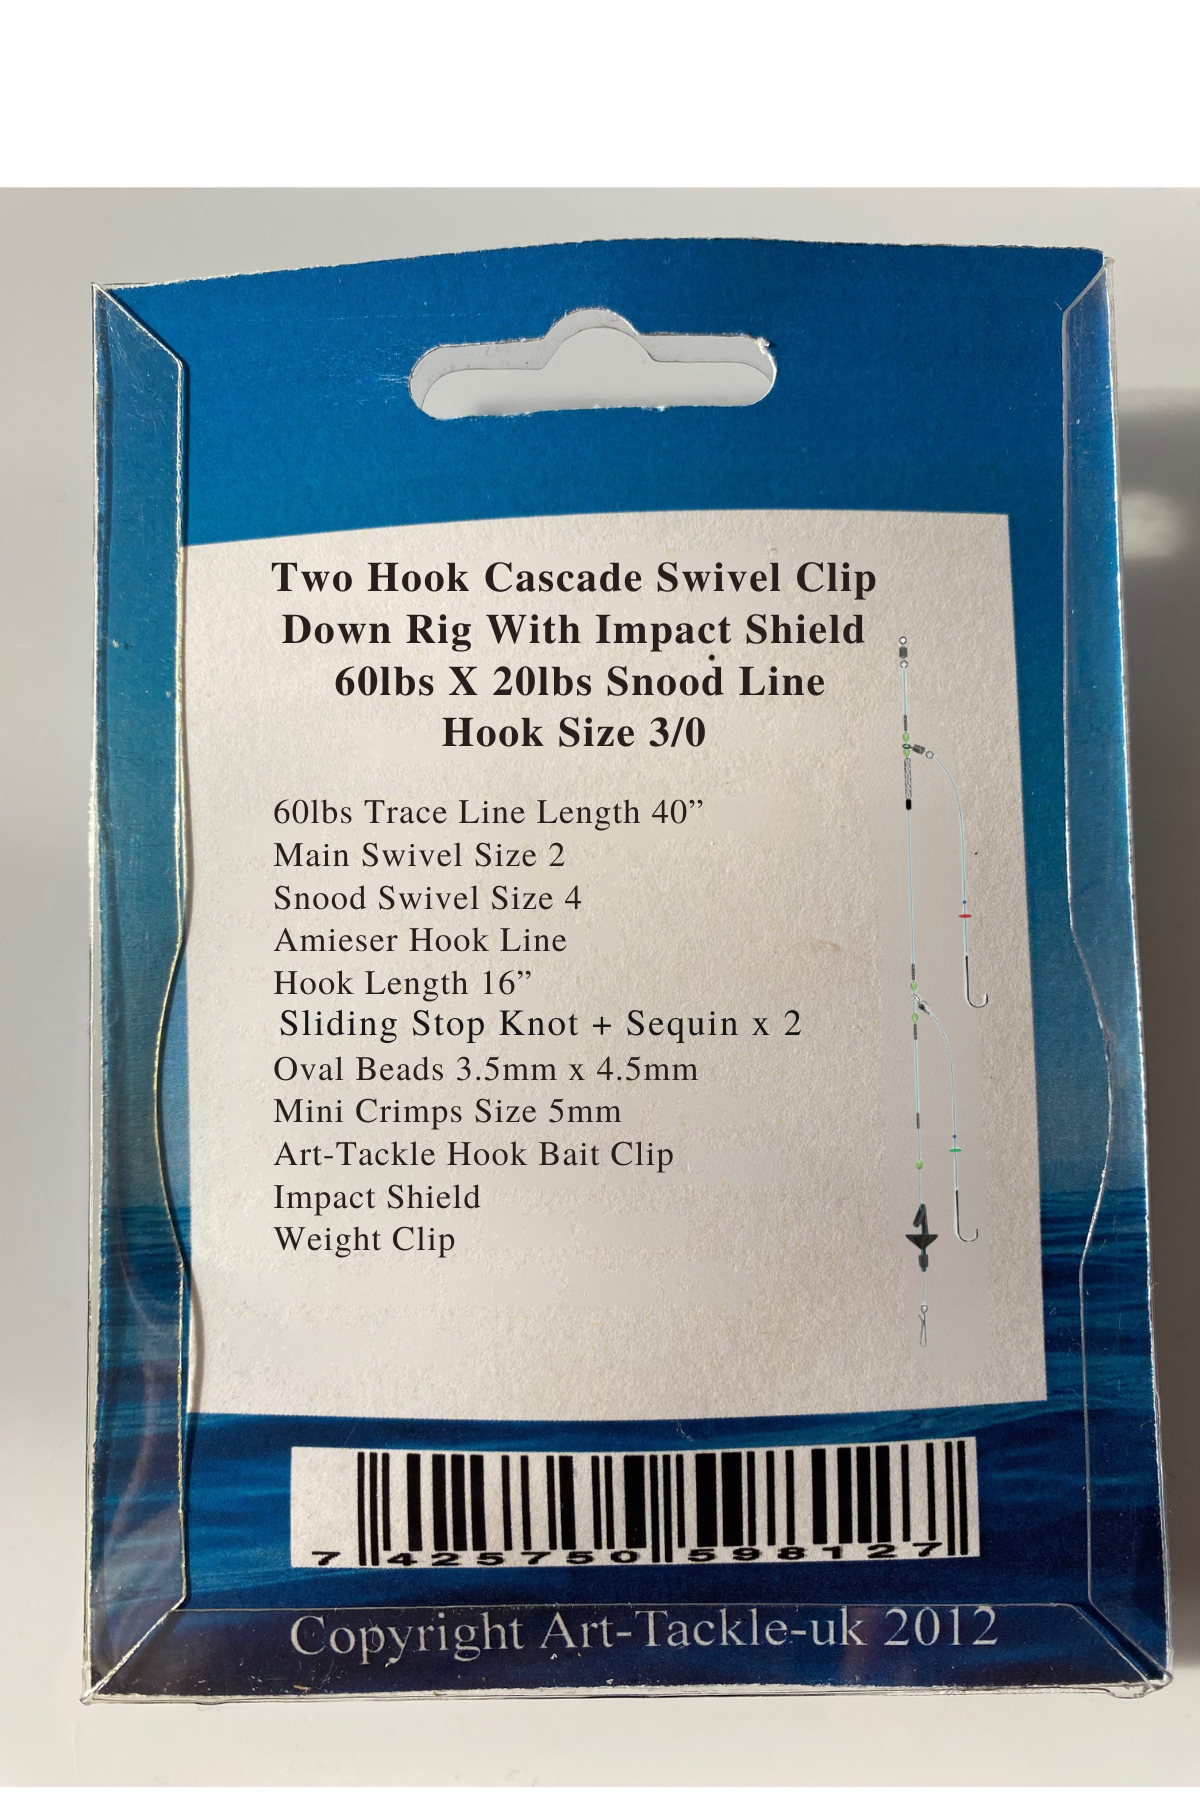 Two Hook Cascade Swivel Clip
Down Rig With Impact Shield
60lbs X 20lbs Snood Line
Hook Size 3/0
60lbs Trace Line Length 40”
Main Swivel Size 2
Snood Swivel Size 4
Amieser Hook Line
Hook Length 16”
Sliding Stop Knot + Sequin x 2
Oval Beads 3.5mm x 4.5mm
Mini Crimps Size 5mm
Art-Tackle Hook Bait Clip
Impact Shield
Weight Clip
7 425750 598127
Copyright Art-Tackle-uk 2012